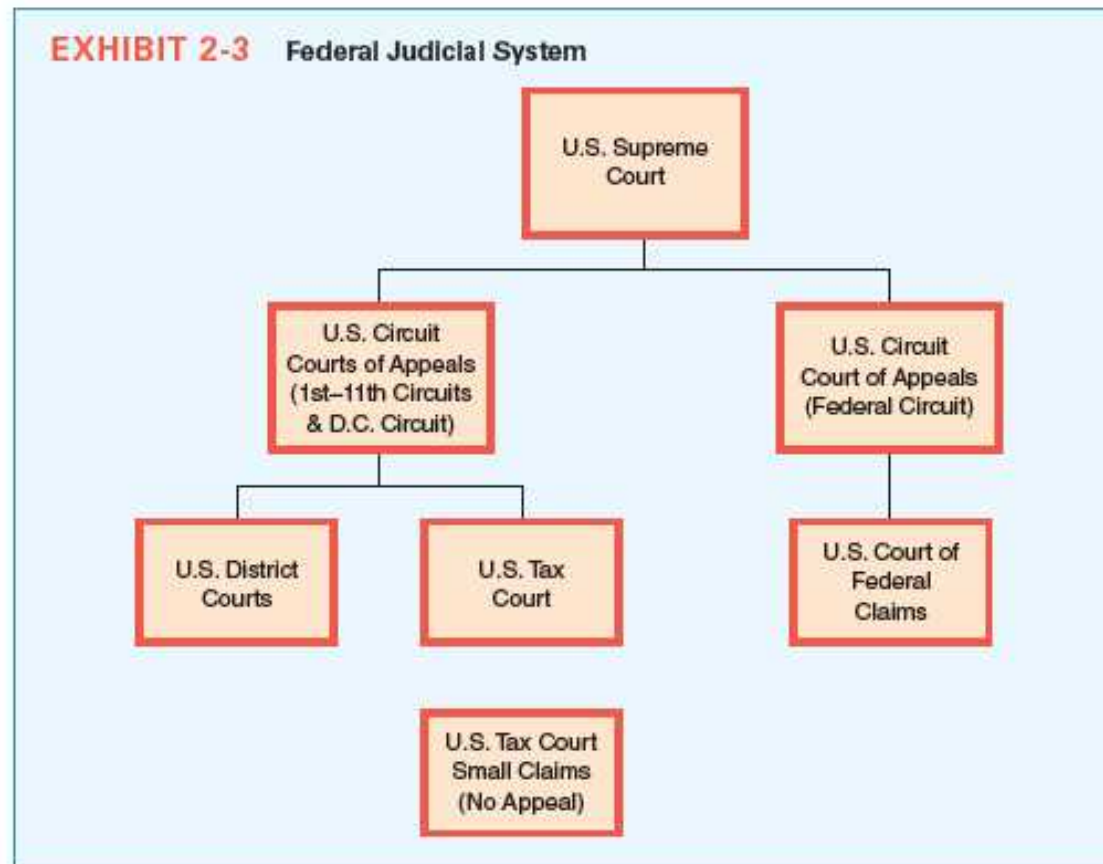 EXHIBIT 2-3 Federal Judicial System
U.S. Supreme
Court
U.S. Circuit
Courts of Appeals
(1st–11th Circuits
& D.C. Circuit)
U.S. Circuit
Court of Appeals
(Federal Circuit)
U.S. District
Courts
U.S. Tax
Court
U.S. Court of
Federal
Claims
U.S. Tax Court
Small Claims
(No Appeal)